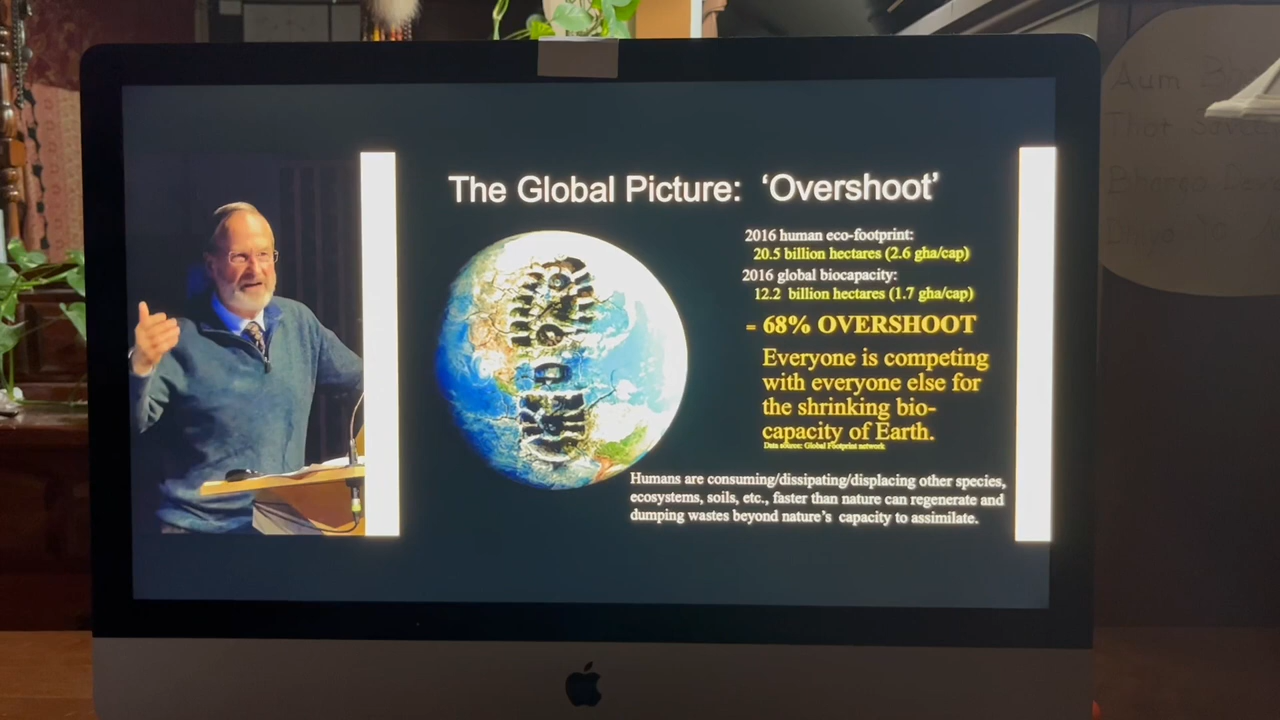 The Global Picture: ‘Overshoot’
2016 human eco-footprint:
20.5 billion hectares (2.6 gha/cap)
2016 global biocapacity:
12.2 billion hectares (1.7 gha/cap)
= 68% OVERSHOOT
Everyone is competing
with everyone else for
the shrinking bio-
capacity of Earth.
Data source: Global Footprint network
Humans are consuming/dissipating/displacing other species,
ecosystems, soils, etc., faster than nature can regenerate and
dumping wastes beyond nature’s capacity to assimilate.
Aum
That